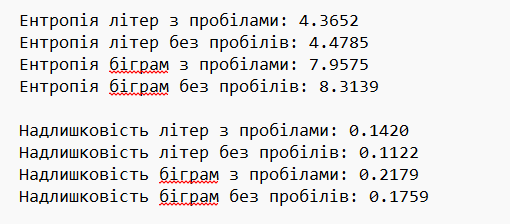 Ентропія літер з пробілами: 4.3652
Ентропія літер без пробілів: 4.4785
Ентропія біграм з пробілами: 7.9575
Ентропія біграм без пробілів: 8.3139
Надлишковість літер з пробілами: 0.1420
Надлишковість літер без пробілів: 0.1122
Надлишковість біграм з пробілами: 0.2179
Надлишковість біграм без пробілів: 0.1759